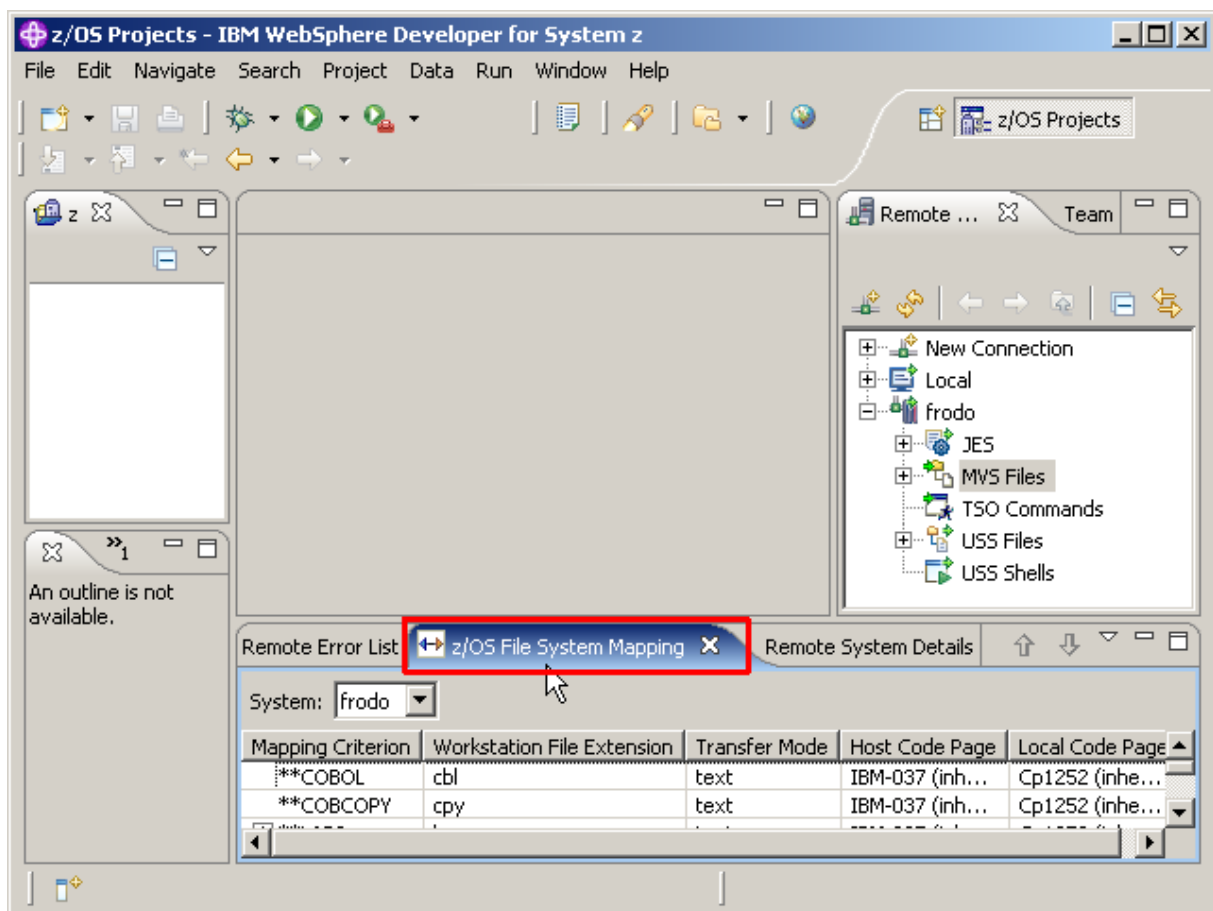 z/OS Projects - IBM WebSphere Developer for System z
File Edit Navigate Search Project Data Run Window Help
z/OS Projects
z
Remote ... Team
New Connection
Local
frodo
JES
MVS Files
TSO Commands
USS Files
USS Shells
»1
An outline is not
available.
Remote Error List z/OS File System Mapping Remote System Details
System: frodo
Mapping Criterion Workstation File Extension Transfer Mode Host Code Page Local Code Page
**COBOL cbl text IBM-037 (inh... Cp1252 (inhe...
**COBCOPY cpy text IBM-037 (inh... Cp1252 (inhe...